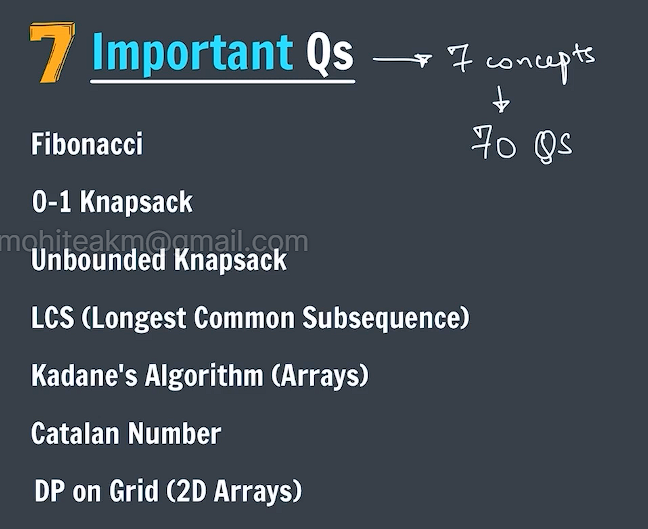 7 Important Qs → 7 concepts
↓
70 Qs
Fibonacci
0-1 Knapsack
mohiteakm@gmail.com
Unbounded Knapsack
LCS (Longest Common Subsequence)
Kadane's Algorithm (Arrays)
Catalan Number
DP on Grid (2D Arrays)